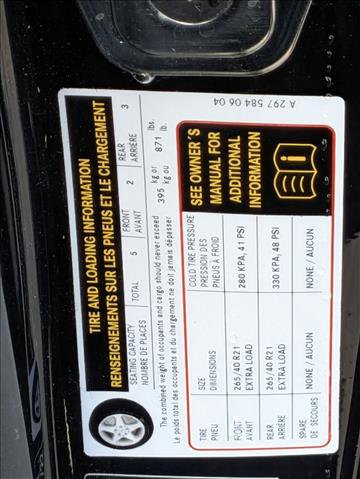 TIRE AND LOADING INFORMATION
RENSEIGNEMENTS SUR LES PNEUS ET LE CHARGEMENT
SETING CAPACITY TOTAL 5 FRONT 2 REAR 3
NOMBRE DE PLACES AVANT ARRIÈRE
The combined weight of occupants and cargo should never exceed 395 kg or 871 lbs.
Le poids total des occupants et du chargement ne doit jamais dépasser kg ou lb.
TIRE SIZE COLD TIRE PRESSURE
PNEU DIMENSIONS PRESSION DES
PNEUS À FROID
FRONT 265/40 R21 280 KPA, 41 PSI
AVANT EXTRA LOAD
REAR 265/40 R21 330 KPA, 48 PSI
ARRIÈRE EXTRA LOAD
SPARE NONE / AUCUN NONE / AUCUN
DE SECOURS
SEE OWNER'S
MANUAL FOR
ADDITIONAL
INFORMATION
i
A 297 584 06 04